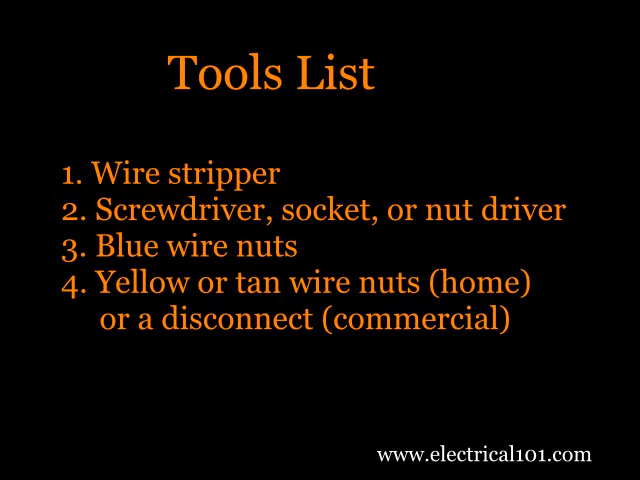 Tools List
1. Wire stripper
2. Screwdriver, socket, or nut driver
3. Blue wire nuts
4. Yellow or tan wire nuts (home)
or a disconnect (commercial)
www.electrical101.com